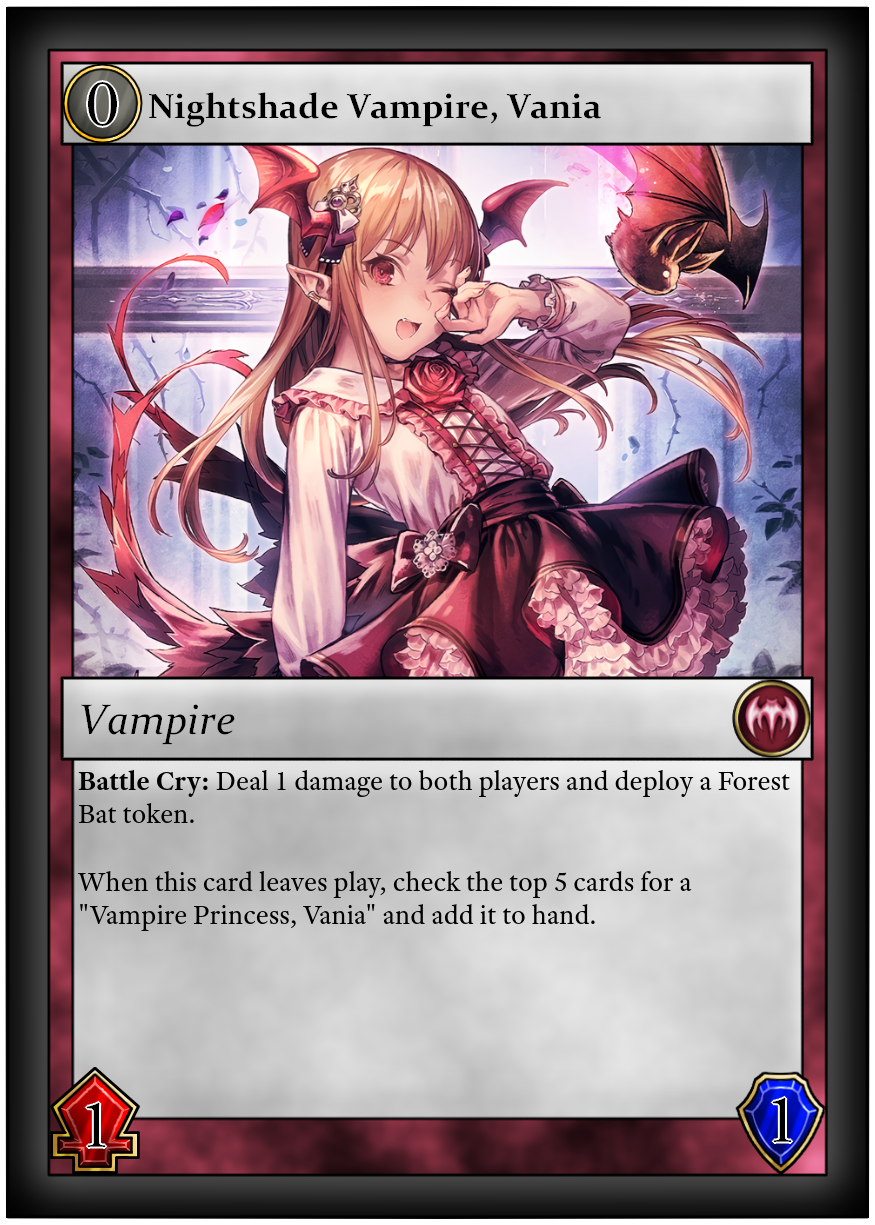 0
Nightshade Vampire, Vania
Vampire
Battle Cry: Deal 1 damage to both players and deploy a Forest
Bat token.
When this card leaves play, check the top 5 cards for a
"Vampire Princess, Vania" and add it to hand.
1
1